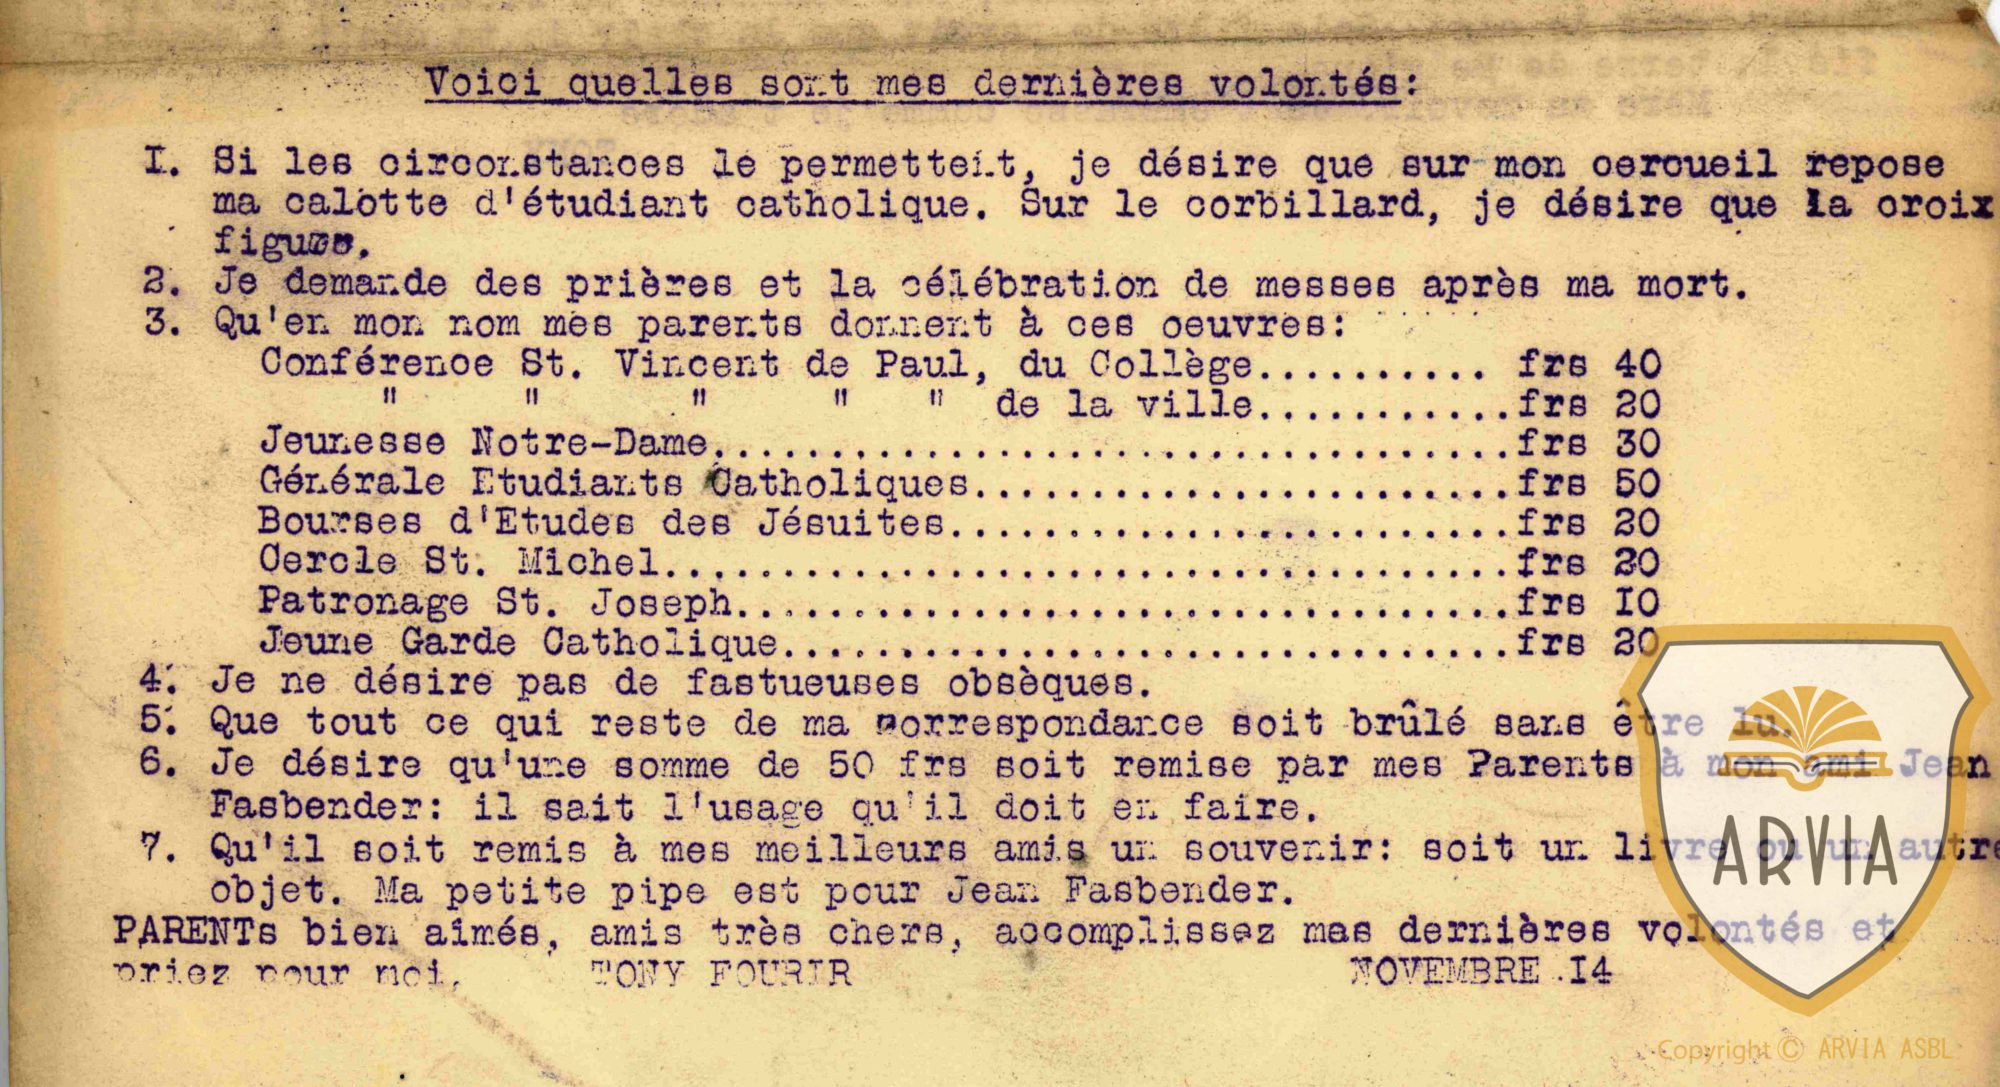 Voici quelles sont mes dernières volontés:
I. Si les circonstances le permettent, je désire que sur mon cercueil repose
ma calotte d'étudiant catholique. Sur le corbillard, je désire que la croix
figure.
2. Je demande des prières et la célébration de messes après ma mort.
3. Qu'en mon nom mes parents donnent à ces oeuvres:
Conférence St. Vincent de Paul, du Collège.......... frs 40
" " " " " de la ville...........frs 20
Jeunesse Notre-Dame..................................frs 30
Générale Etudiants Catholiques.......................frs 50
Bourses d'Etudes des Jésuites........................frs 20
Cercle St. Michel....................................frs 20
Patronage St. Joseph.................................frs IO
Jeune Garde Catholique...............................frs 20
4. Je ne désire pas de fastueuses obsèques.
5. Que tout ce qui reste de ma correspondance soit brûlé sans être lu.
6. Je désire qu'une somme de 50 frs soit remise par mes Parents à mon ami Jean
Fasbender: il sait l'usage qu'il doit en faire.
7. Qu'il soit remis à mes meilleurs amis un souvenir: soit un livre ou un autre
objet. Ma petite pipe est pour Jean Fasbender.
PARENTs bien aimés, amis très chers, accomplissez mas dernières volontés et
priez pour moi. TONY FOURIR NOVEMBRE .I4
ARVIA
Copyright © ARVIA ASBL